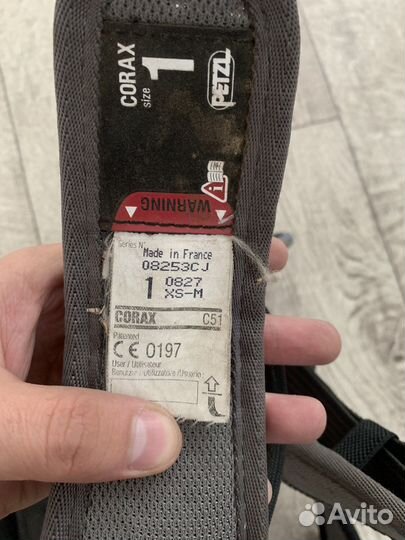 CORAX
size 1
PETZL
WARNING
Series N°
Made in France
08253CJ
1 0827
XS-M
CORAX C51
Patented
CE 0197
User / Utilisateur
Avito